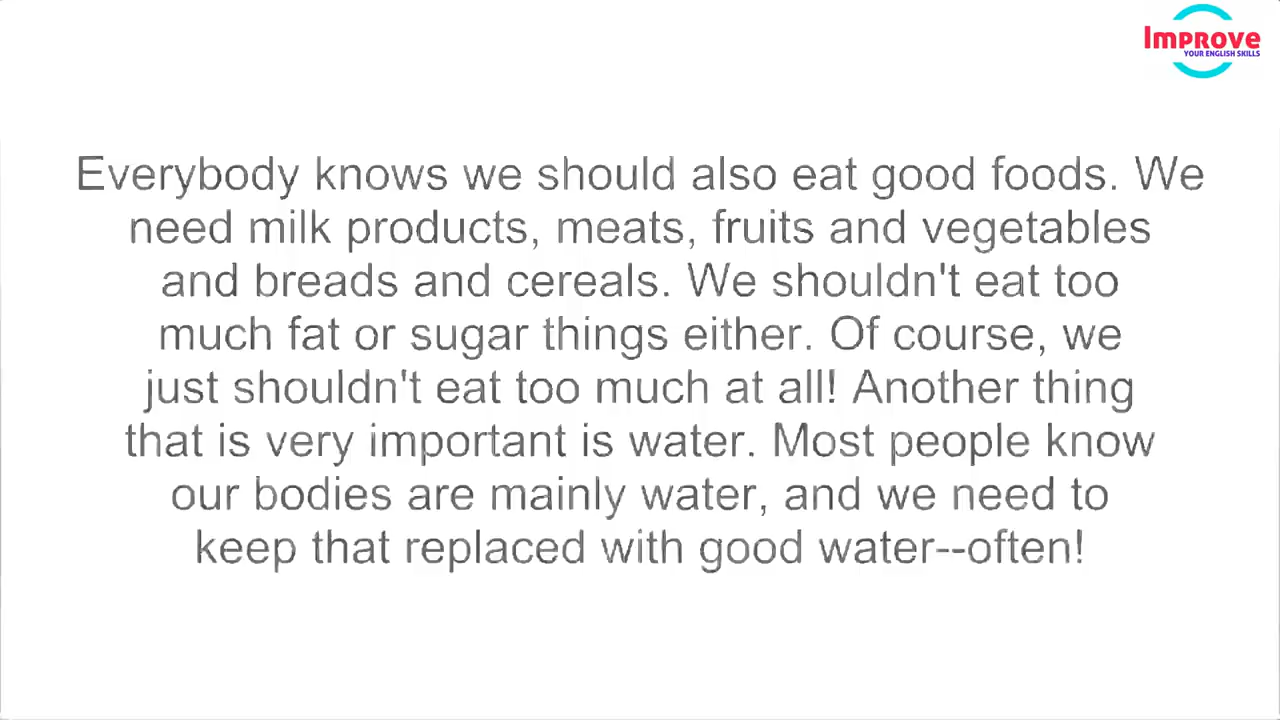 Improve
YOUR ENGLISH SKILLS
Everybody knows we should also eat good foods. We
need milk products, meats, fruits and vegetables
and breads and cereals. We shouldn't eat too
much fat or sugar things either. Of course, we
just shouldn't eat too much at all! Another thing
that is very important is water. Most people know
our bodies are mainly water, and we need to
keep that replaced with good water--often!